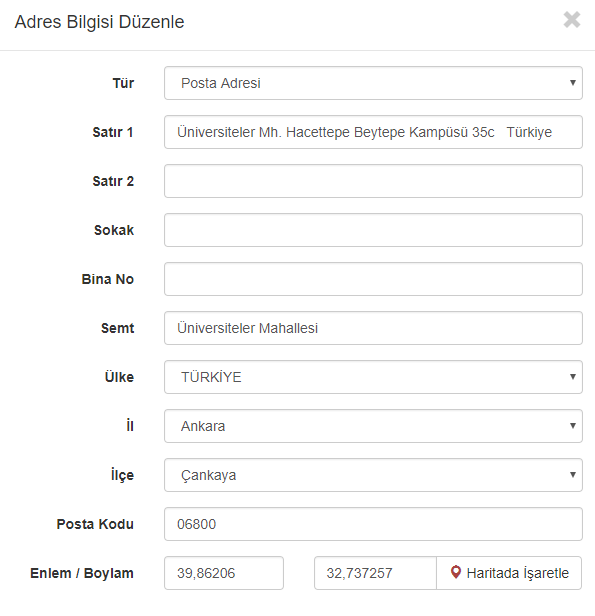 Adres Bilgisi Düzenle
Tür Posta Adresi
Satır 1 Üniversiteler Mh. Hacettepe Beytepe Kampüsü 35c Türkiye
Satır 2
Sokak
Bina No
Semt Üniversiteler Mahallesi
Ülke TÜRKİYE
İl Ankara
İlçe Çankaya
Posta Kodu 06800
Enlem / Boylam 39,86206 32,737257 Haritada İşaretle